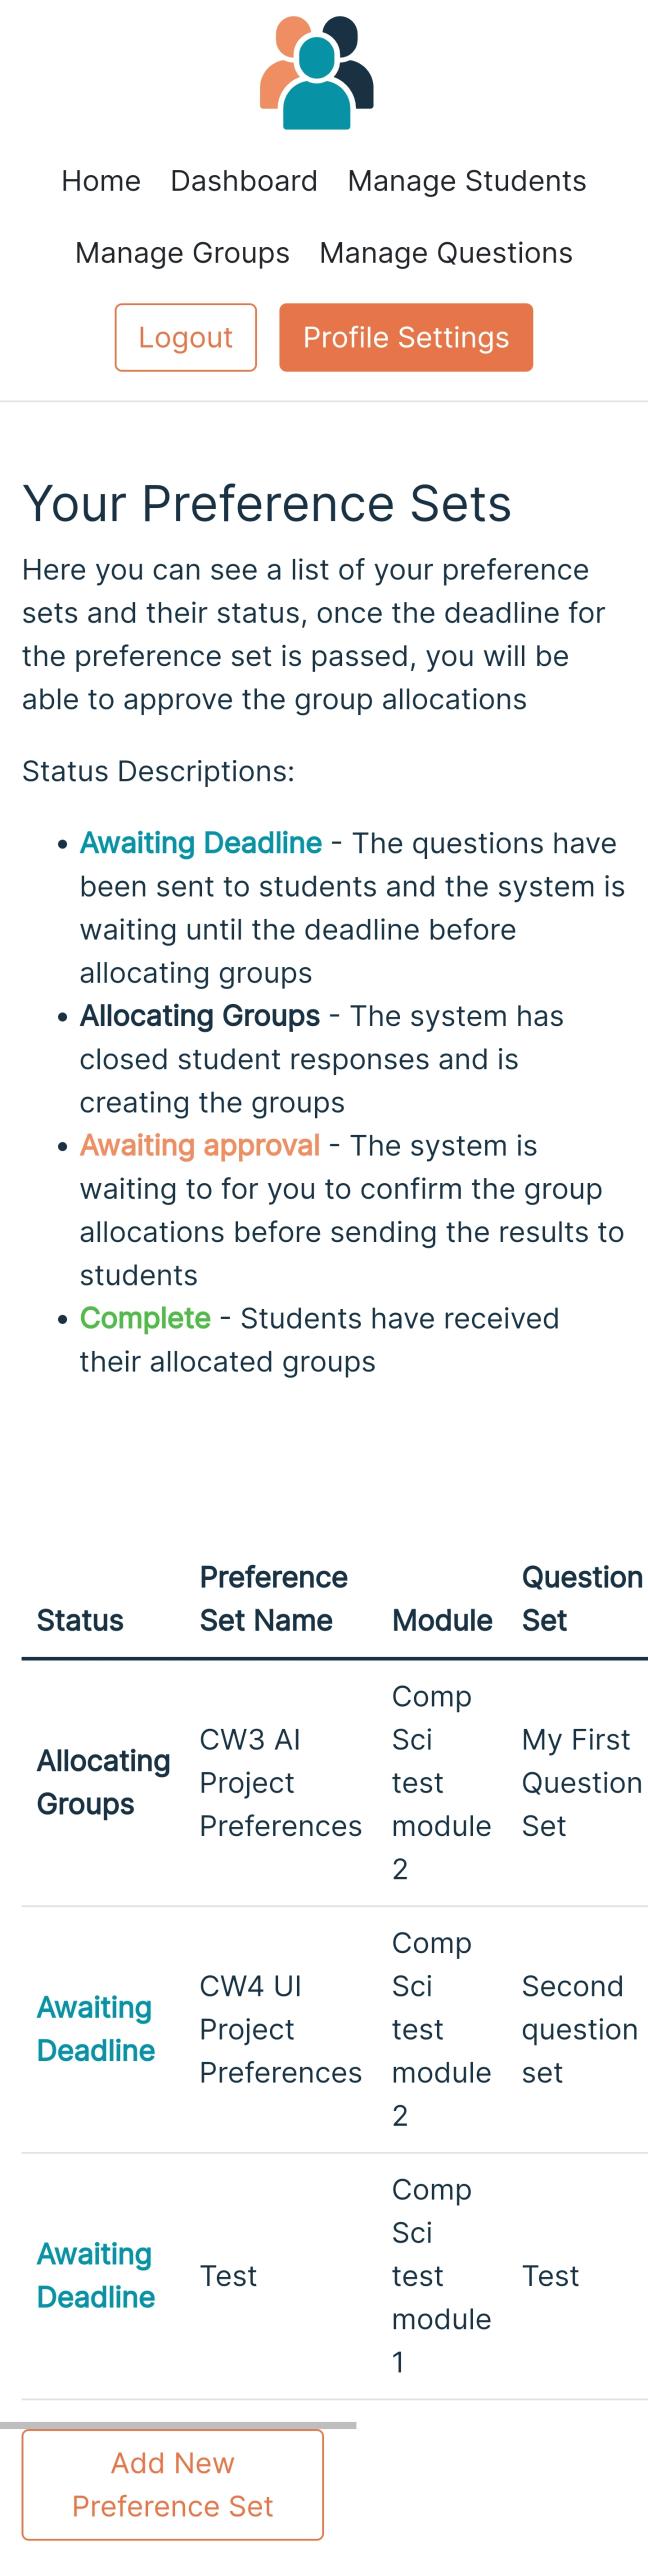 Home Dashboard Manage Students
Manage Groups Manage Questions
Logout Profile Settings
Your Preference Sets
Here you can see a list of your preference
sets and their status, once the deadline for
the preference set is passed, you will be
able to approve the group allocations
Status Descriptions:
• Awaiting Deadline - The questions have
been sent to students and the system is
waiting until the deadline before
allocating groups
• Allocating Groups - The system has
closed student responses and is
creating the groups
• Awaiting approval - The system is
waiting to for you to confirm the group
allocations before sending the results to
students
• Complete - Students have received
their allocated groups
Status
Preference
Set Name
Module
Question
Set
Allocating
Groups
CW3 AI
Project
Preferences
Comp
Sci
test
module
2
My First
Question
Set
Awaiting
Deadline
CW4 UI
Project
Preferences
Comp
Sci
test
module
2
Second
question
set
Awaiting
Deadline
Test
Comp
Sci
test
module
1
Test
Add New
Preference Set